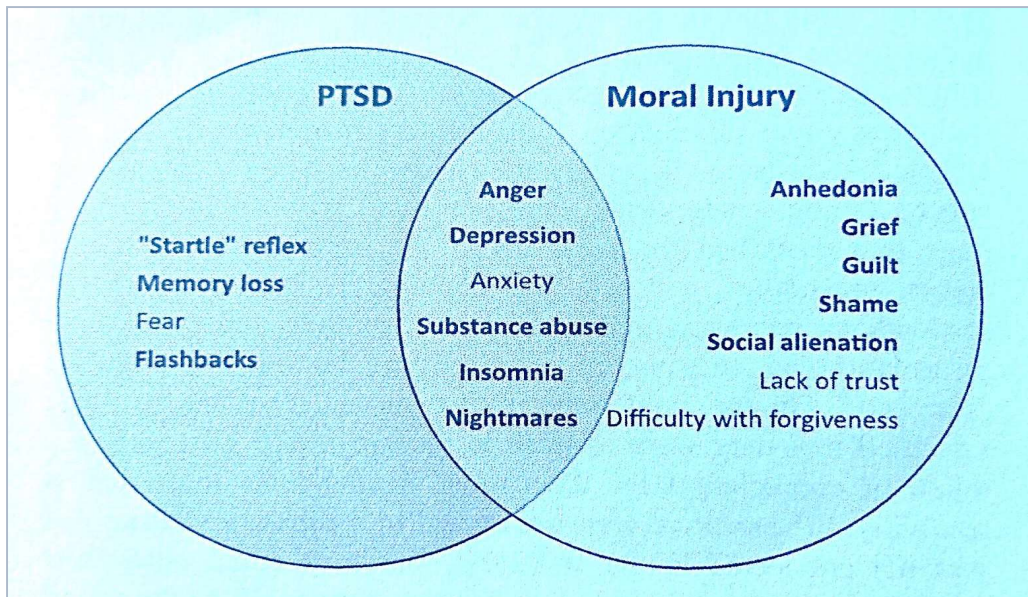 PTSD
"Startle" reflex
Memory loss
Fear
Flashbacks
Anger
Depression
Anxiety
Substance abuse
Insomnia
Nightmares
Moral Injury
Anhedonia
Grief
Guilt
Shame
Social alienation
Lack of trust
Difficulty with forgiveness